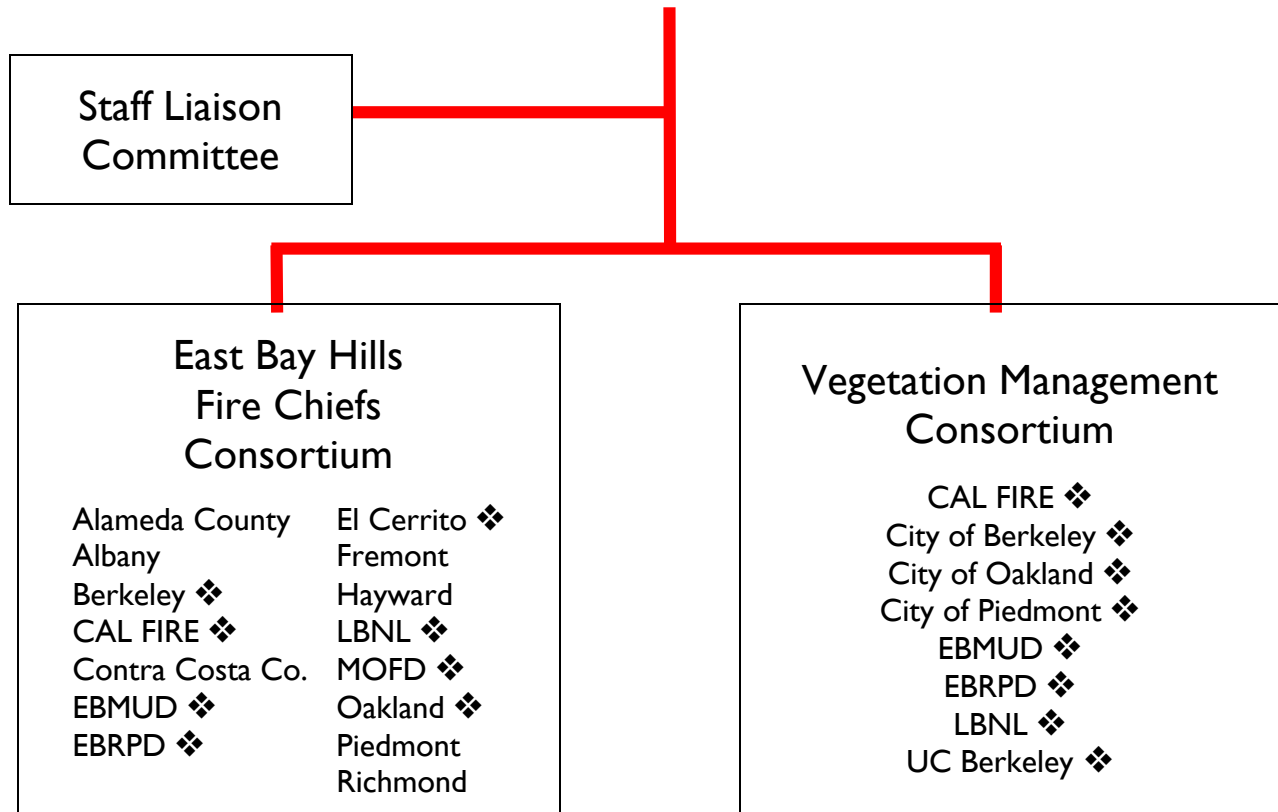 Staff Liaison
Committee
East Bay Hills
Fire Chiefs
Consortium
Alameda County
Albany
Berkeley ❖
CAL FIRE ❖
Contra Costa Co.
EBMUD ❖
EBRPD ❖
El Cerrito ❖
Fremont
Hayward
LBNL ❖
MOFD ❖
Oakland ❖
Piedmont
Richmond
Vegetation Management
Consortium
CAL FIRE ❖
City of Berkeley ❖
City of Oakland ❖
City of Piedmont ❖
EBMUD ❖
EBRPD ❖
LBNL ❖
UC Berkeley ❖